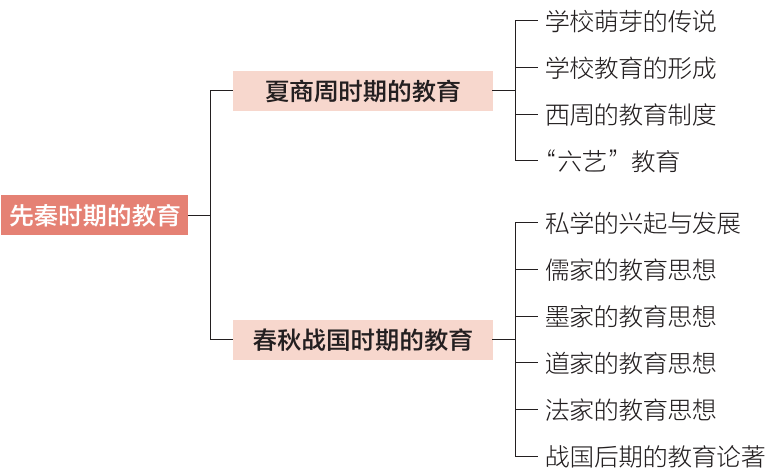 先秦时期的教育
夏商周时期的教育
学校萌芽的传说
学校教育的形成
西周的教育制度
“六艺”教育
春秋战国时期的教育
私学的兴起与发展
儒家的教育思想
墨家的教育思想
道家的教育思想
法家的教育思想
战国后期的教育论著